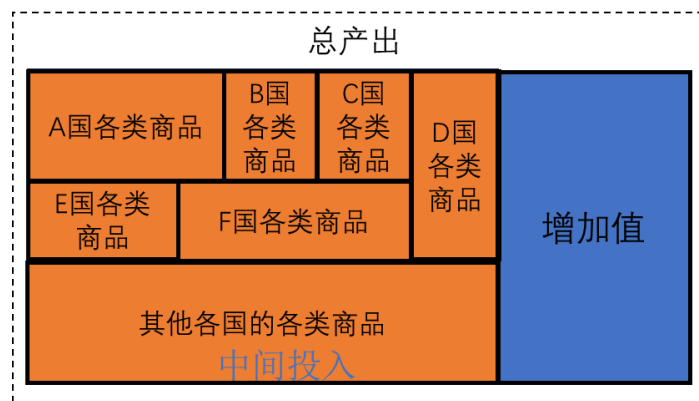 总产出
A国各类商品
B国
各类
商品
C国
各类
商品
D国
各类
商品
E国各类
商品
F国各类商品
增加值
其他各国的各类商品
中间投入